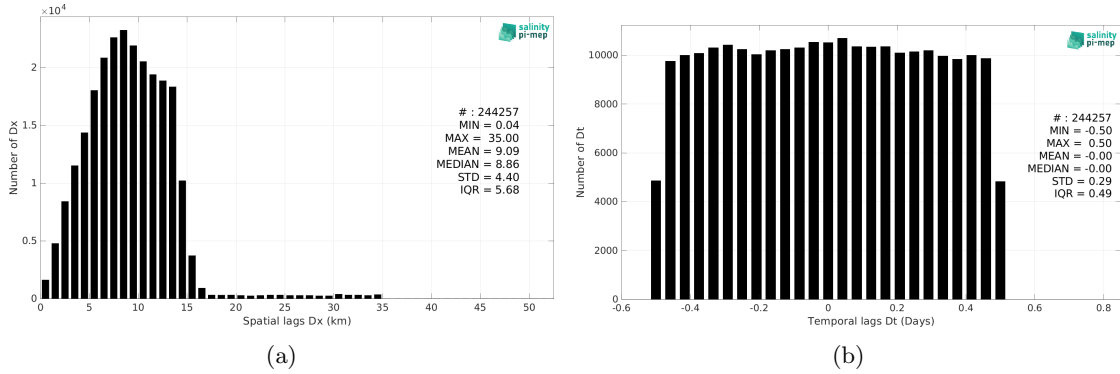 ×10⁴
2
1.5
1
0.5
0
Number of Dx
0 5 10 15 20 25 30 35 40 45 50
Spatial lags Dx (km)
salinity
pi-mep
# : 244257
MIN = 0.04
MAX = 35.00
MEAN = 9.09
MEDIAN = 8.86
STD = 4.40
IQR = 5.68
(a)
10000
8000
6000
4000
2000
0
Number of Dt
-0.6 -0.4 -0.2 0 0.2 0.4 0.6 0.8
Temporal lags Dt (Days)
salinity
pi-mep
# : 244257
MIN = -0.50
MAX = 0.50
MEAN = -0.00
MEDIAN = -0.00
STD = 0.29
IQR = 0.49
(b)